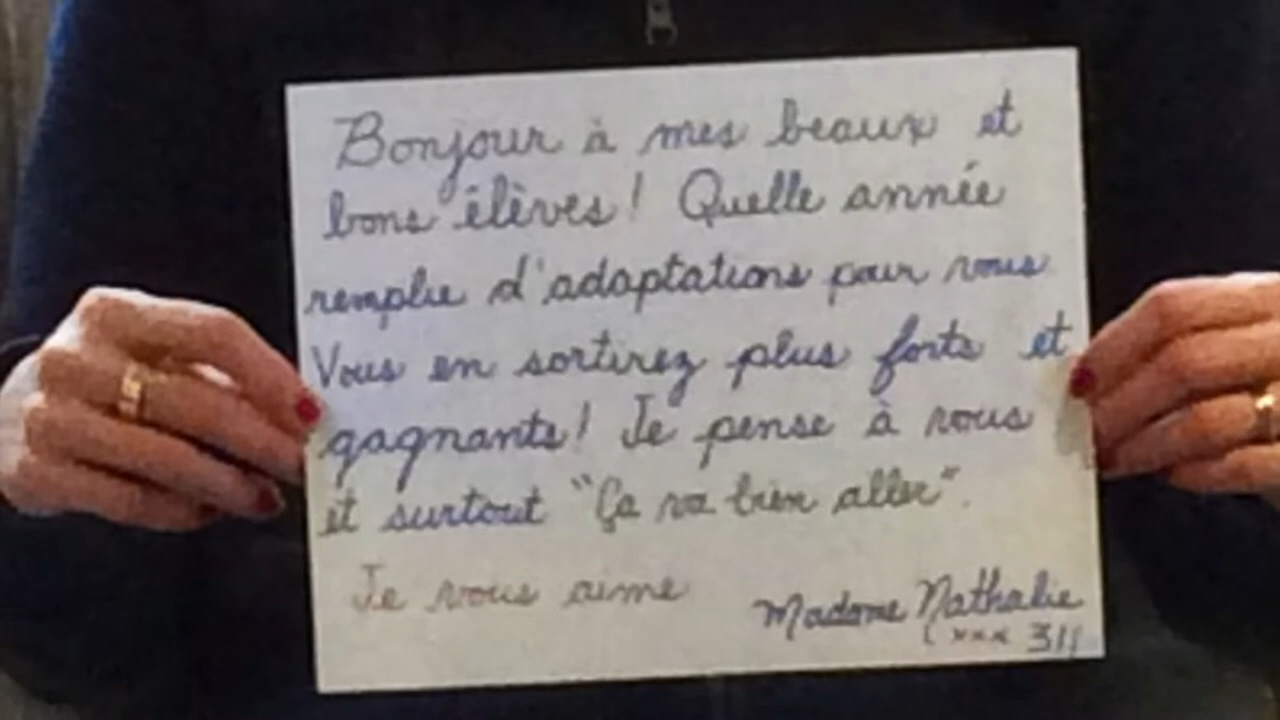 Bonjour à mes beaux et
bons élèves! Quelle année
remplie d'adaptations pour vous
Vous en sortirez plus forts et
gagnants! Je pense à vous
et surtout "Ça va bien aller".
Je vous aime
Madame Nathalie
(xxx 311